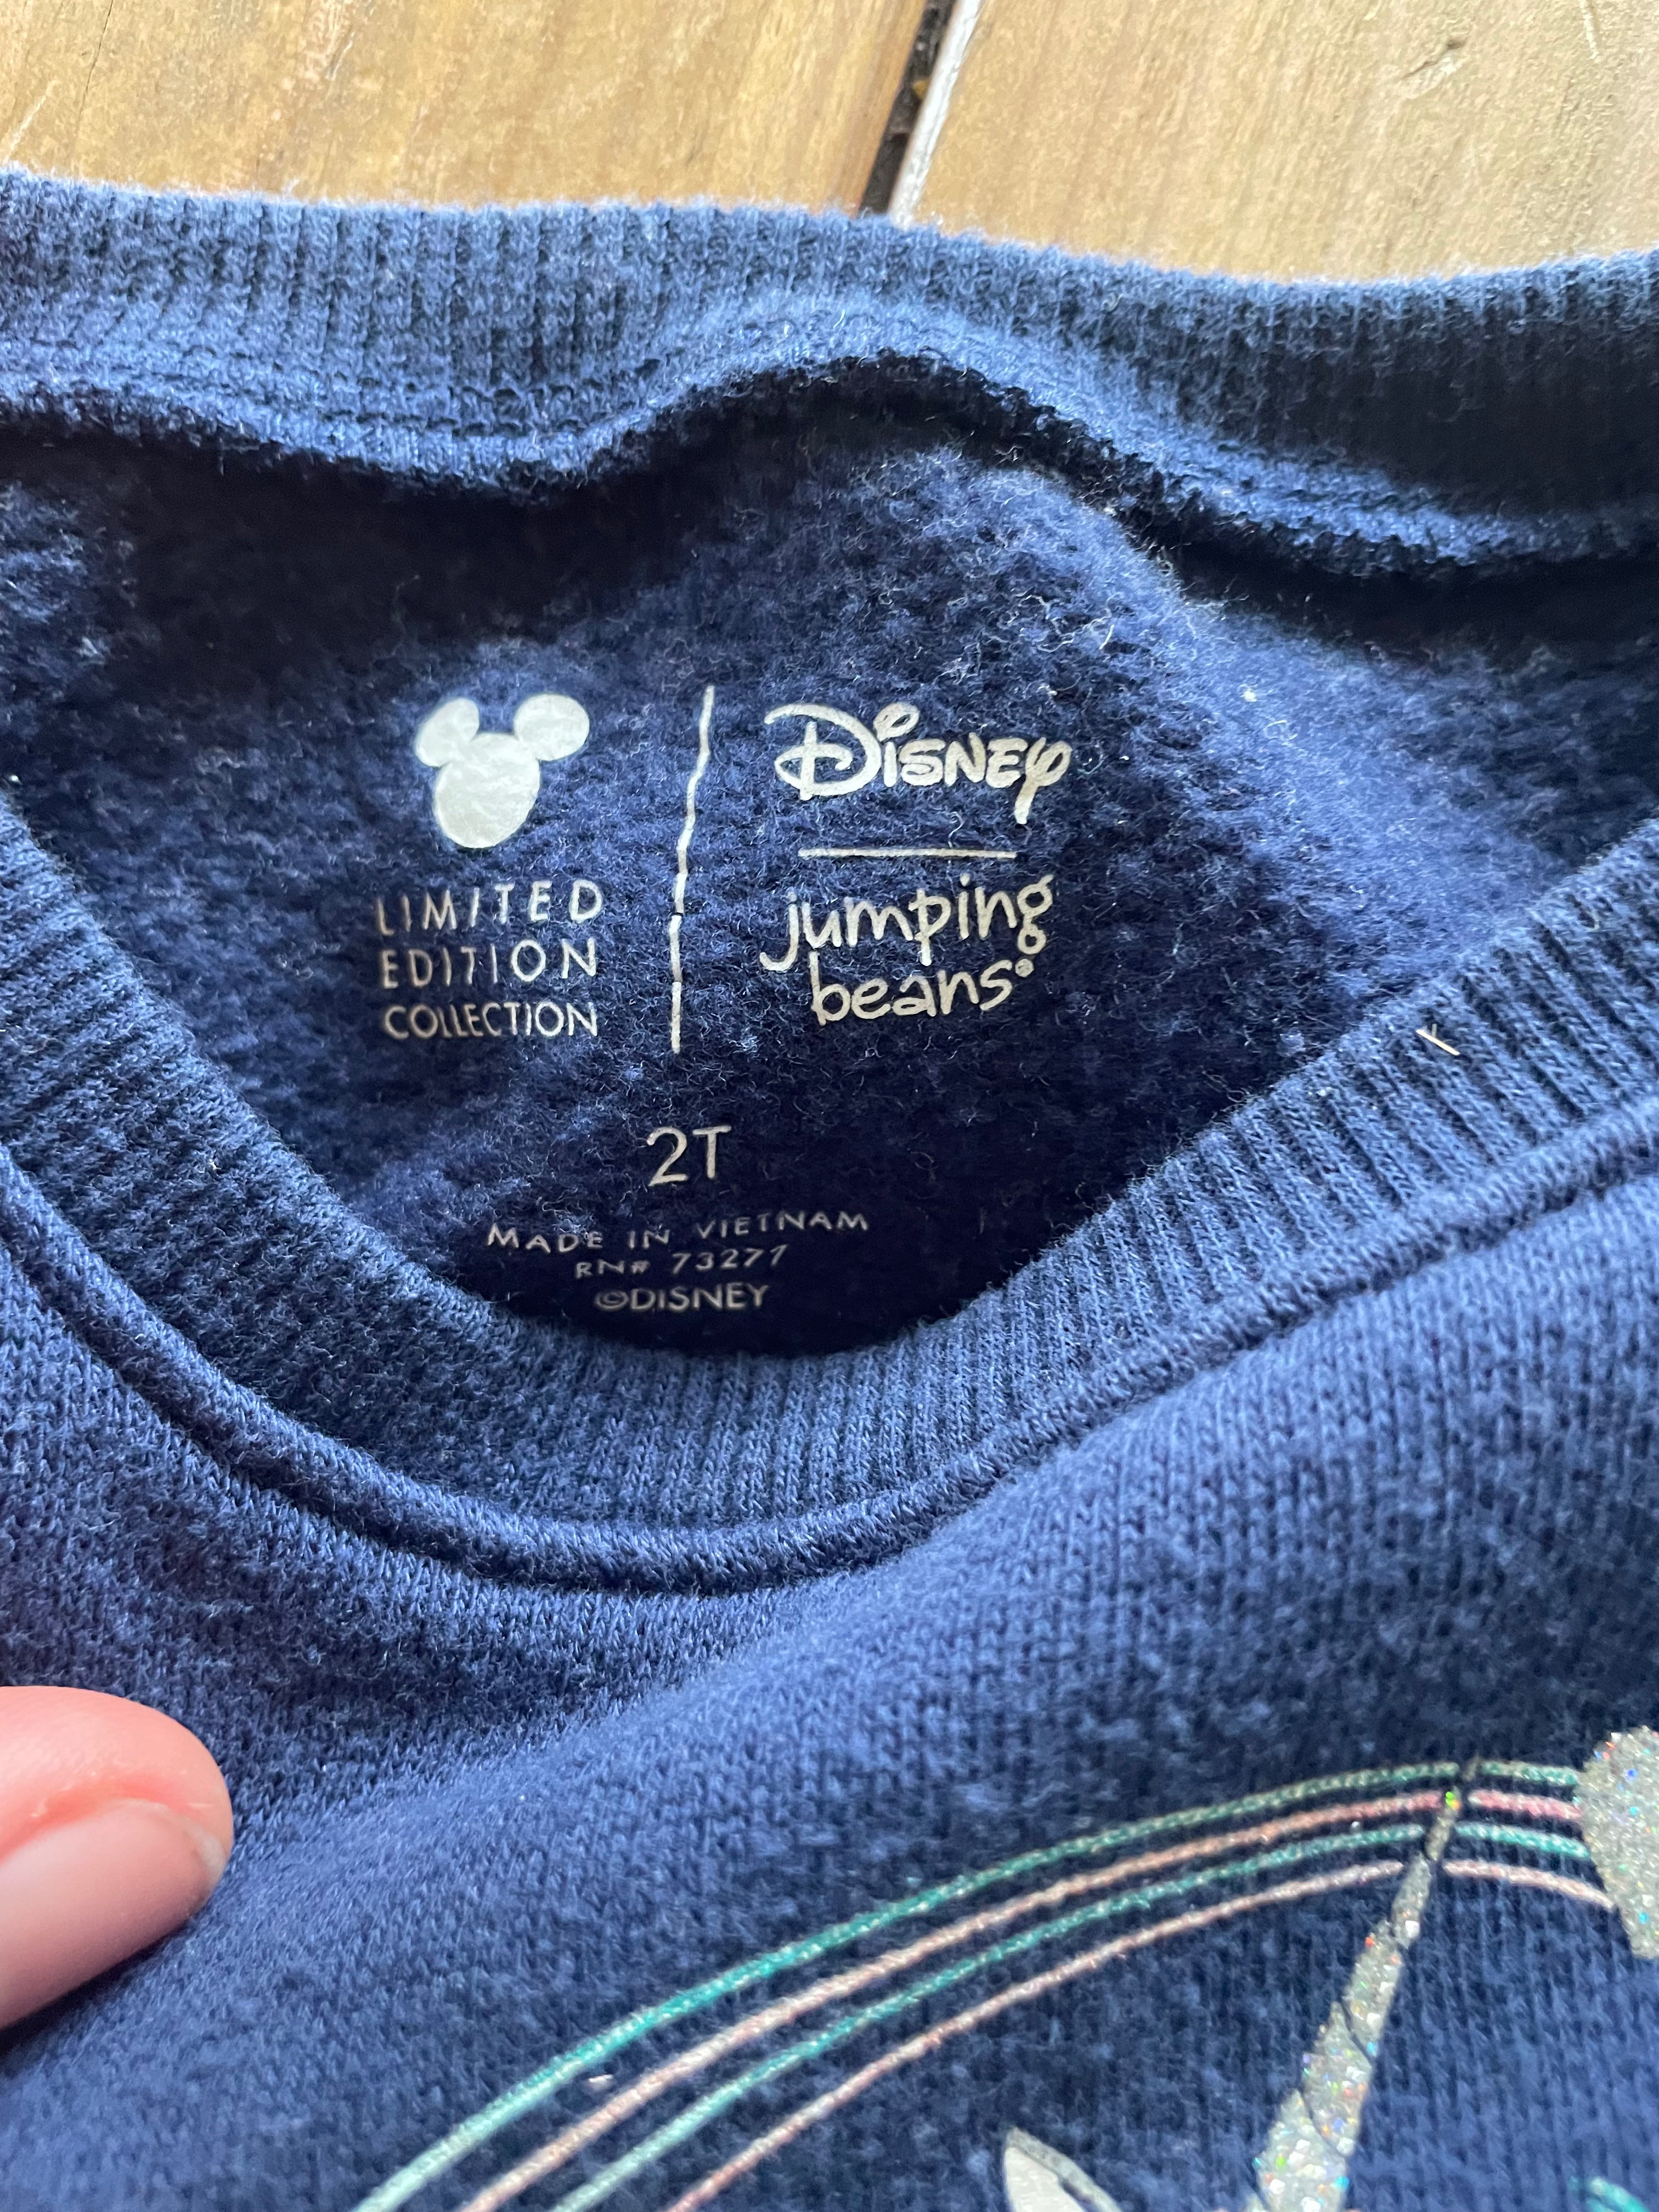 LIMITED
EDITION
COLLECTION
Disney
jumping
beans®
2T
MADE IN VIETNAM
RN# 73277
©DISNEY